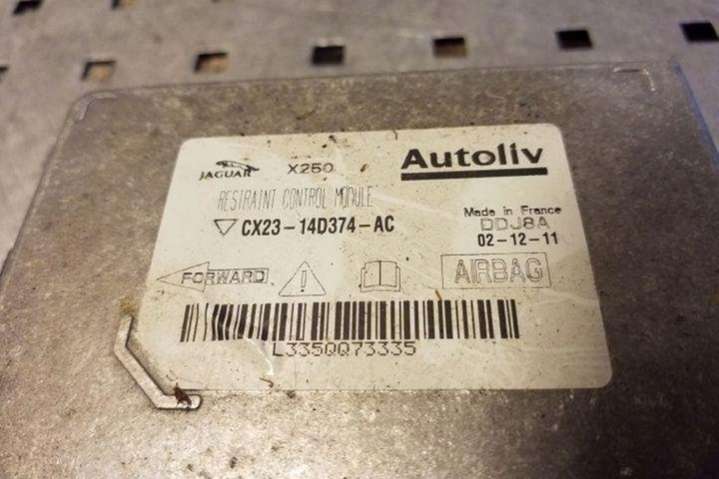 JAGUAR X250 Autoliv
RESTRAINT CONTROL MODULE
CX23-14D374-AC
Made in France
DDJ8A
02-12-11
FORWARD
AIRBAG
L335QQ73335